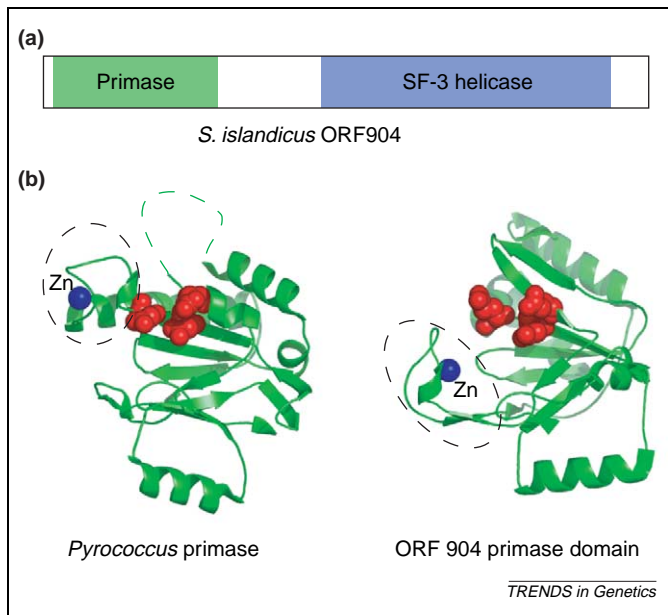 (a)
Primase SF-3 helicase
S. islandicus ORF904
(b)
Zn
Zn
Pyrococcus primase ORF 904 primase domain
TRENDS in Genetics